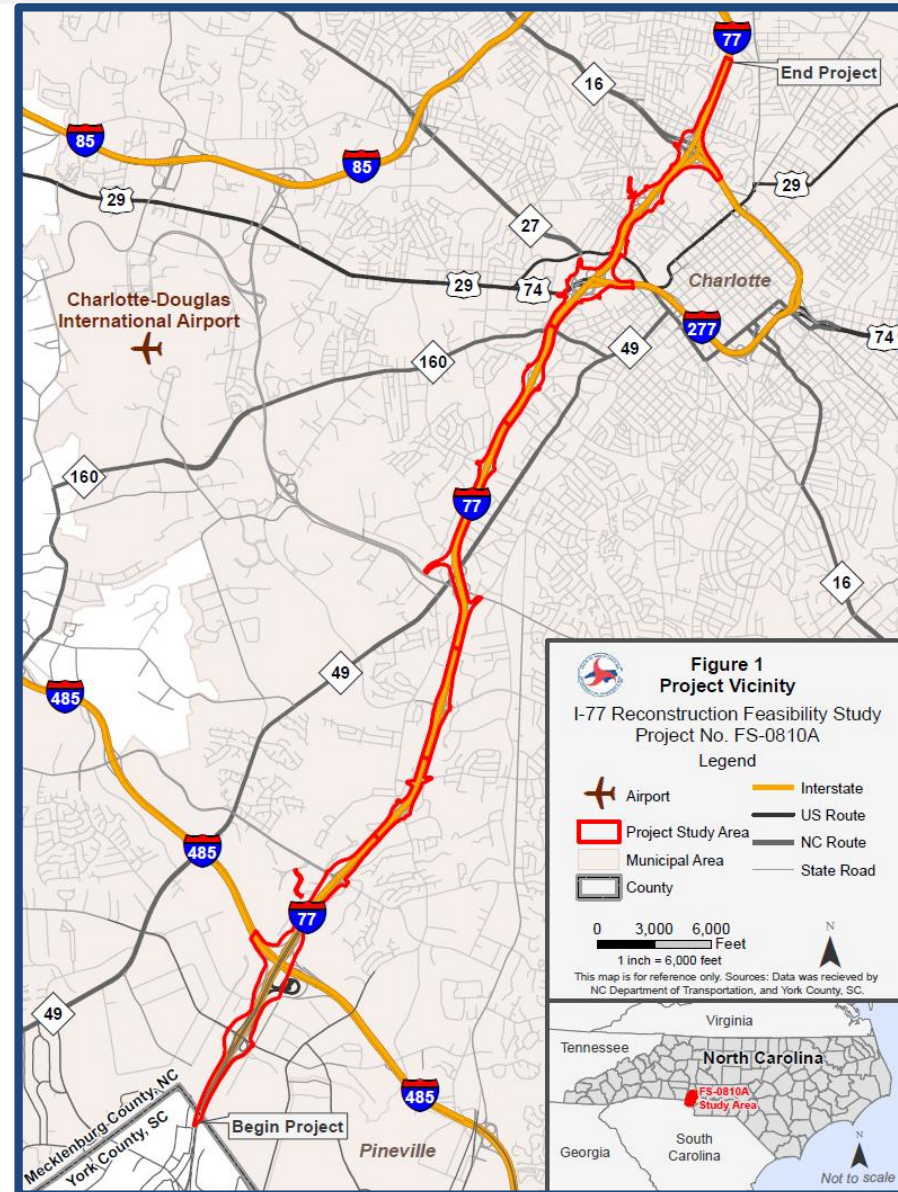 77
End Project
16
85
85
29
29
27
Charlotte-Douglas
International Airport
29
74
Charlotte
277
74
49
160
160
77
16
49
485
485
77
49
485
Mecklenburg County, NC
York County, SC
Begin Project
Pineville
Figure 1
Project Vicinity
I-77 Reconstruction Feasibility Study
Project No. FS-0810A
Legend
Airport
Project Study Area
Municipal Area
County
Interstate
US Route
NC Route
State Road
0 3,000 6,000
Feet
1 inch = 6,000 feet
N
This map is for reference only. Sources: Data was recieved by
NC Department of Transportation, and York County, SC.
Virginia
Tennessee
North Carolina
FS-0810A
Study Area
Georgia
South
Carolina
N
Not to scale